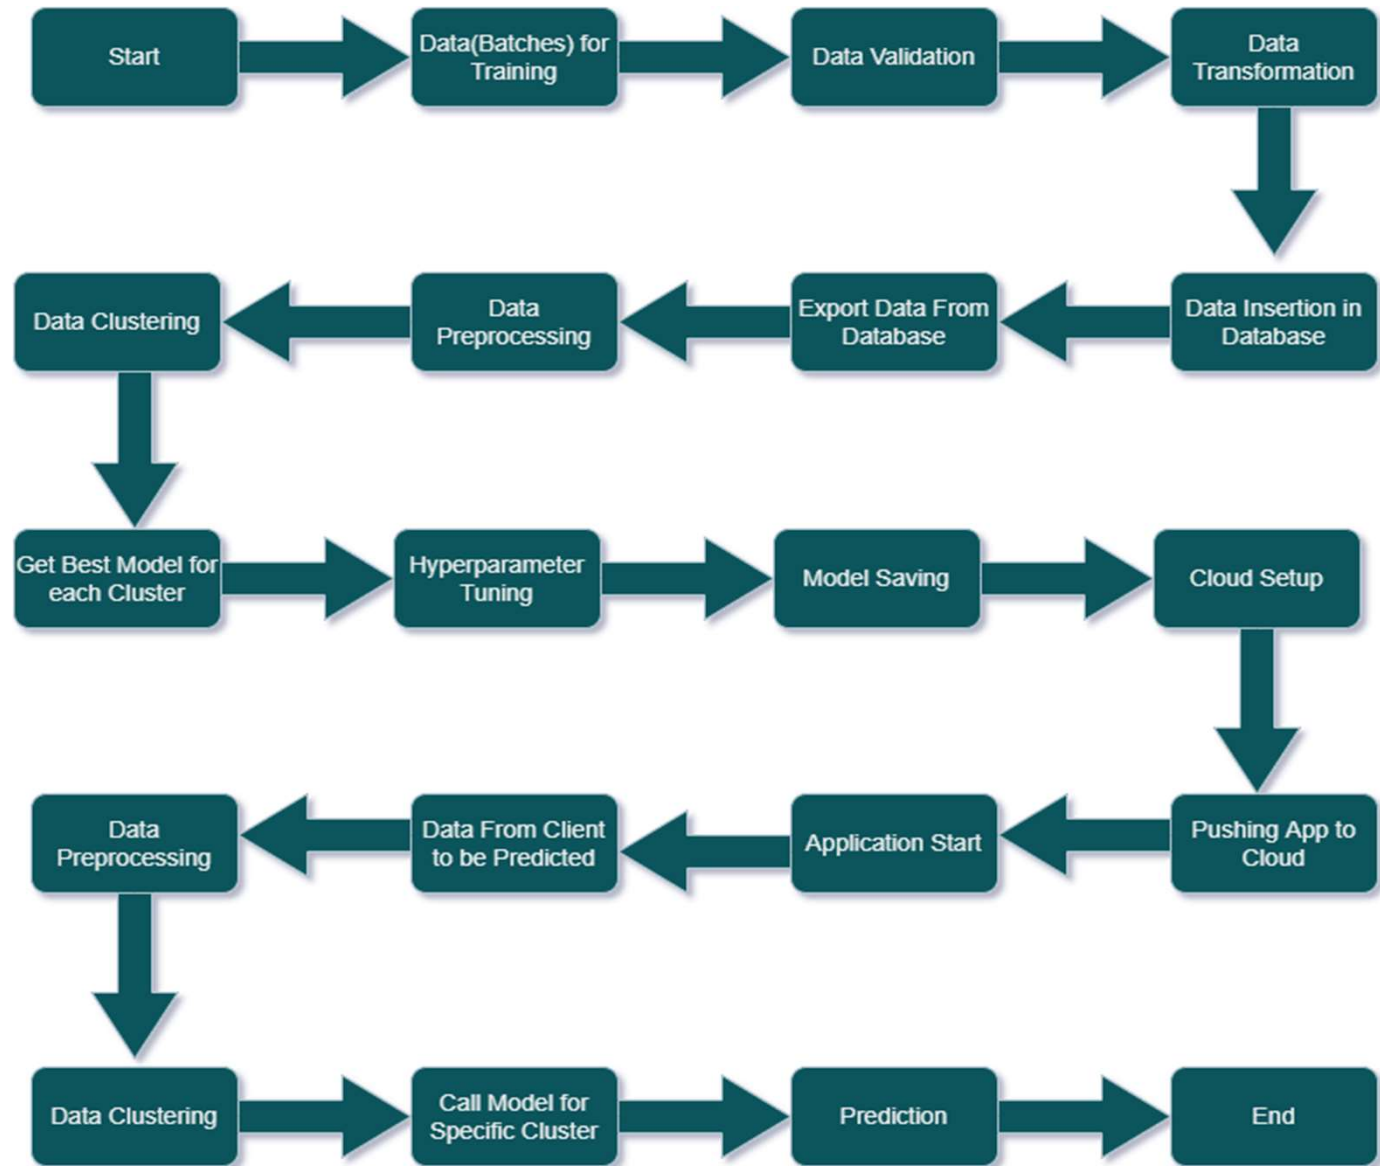 Start
Data(Batches) for
Training
Data Validation
Data
Transformation
Data Insertion in
Database
Export Data From
Database
Data
Preprocessing
Data Clustering
Get Best Model for
each Cluster
Hyperparameter
Tuning
Model Saving
Cloud Setup
Pushing App to
Cloud
Application Start
Data From Client
to be Predicted
Data
Preprocessing
Data Clustering
Call Model for
Specific Cluster
Prediction
End